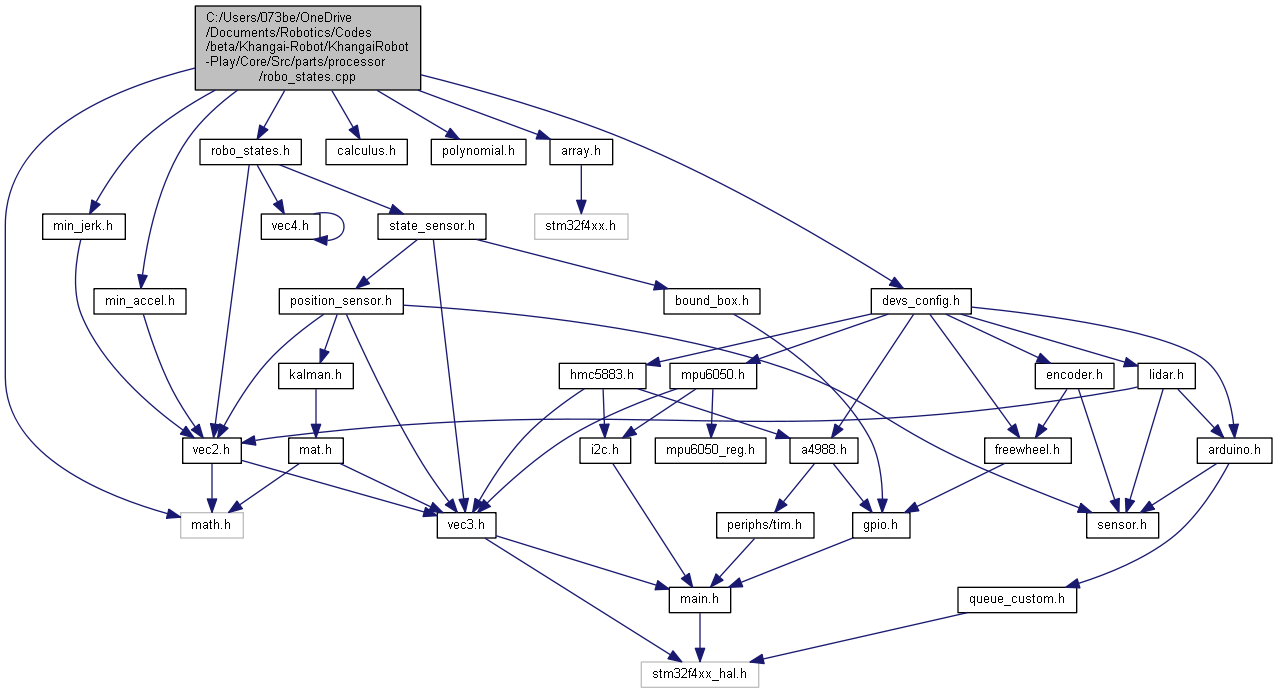 C:/Users/073be/OneDrive
/Documents/Robotics/Codes
/beta/Khangai-Robot/KhangaiRobot
-Play/Core/Src/parts/processor
/robo_states.cpp
robo_states.h
calculus.h
polynomial.h
array.h
min_jerk.h
vec4.h
state_sensor.h
stm32f4xx.h
min_accel.h
position_sensor.h
bound_box.h
devs_config.h
kalman.h
hmc5883.h
mpu6050.h
encoder.h
lidar.h
vec2.h
mat.h
i2c.h
mpu6050_reg.h
a4988.h
freewheel.h
arduino.h
math.h
vec3.h
periphs/tim.h
gpio.h
sensor.h
main.h
queue_custom.h
stm32f4xx_hal.h